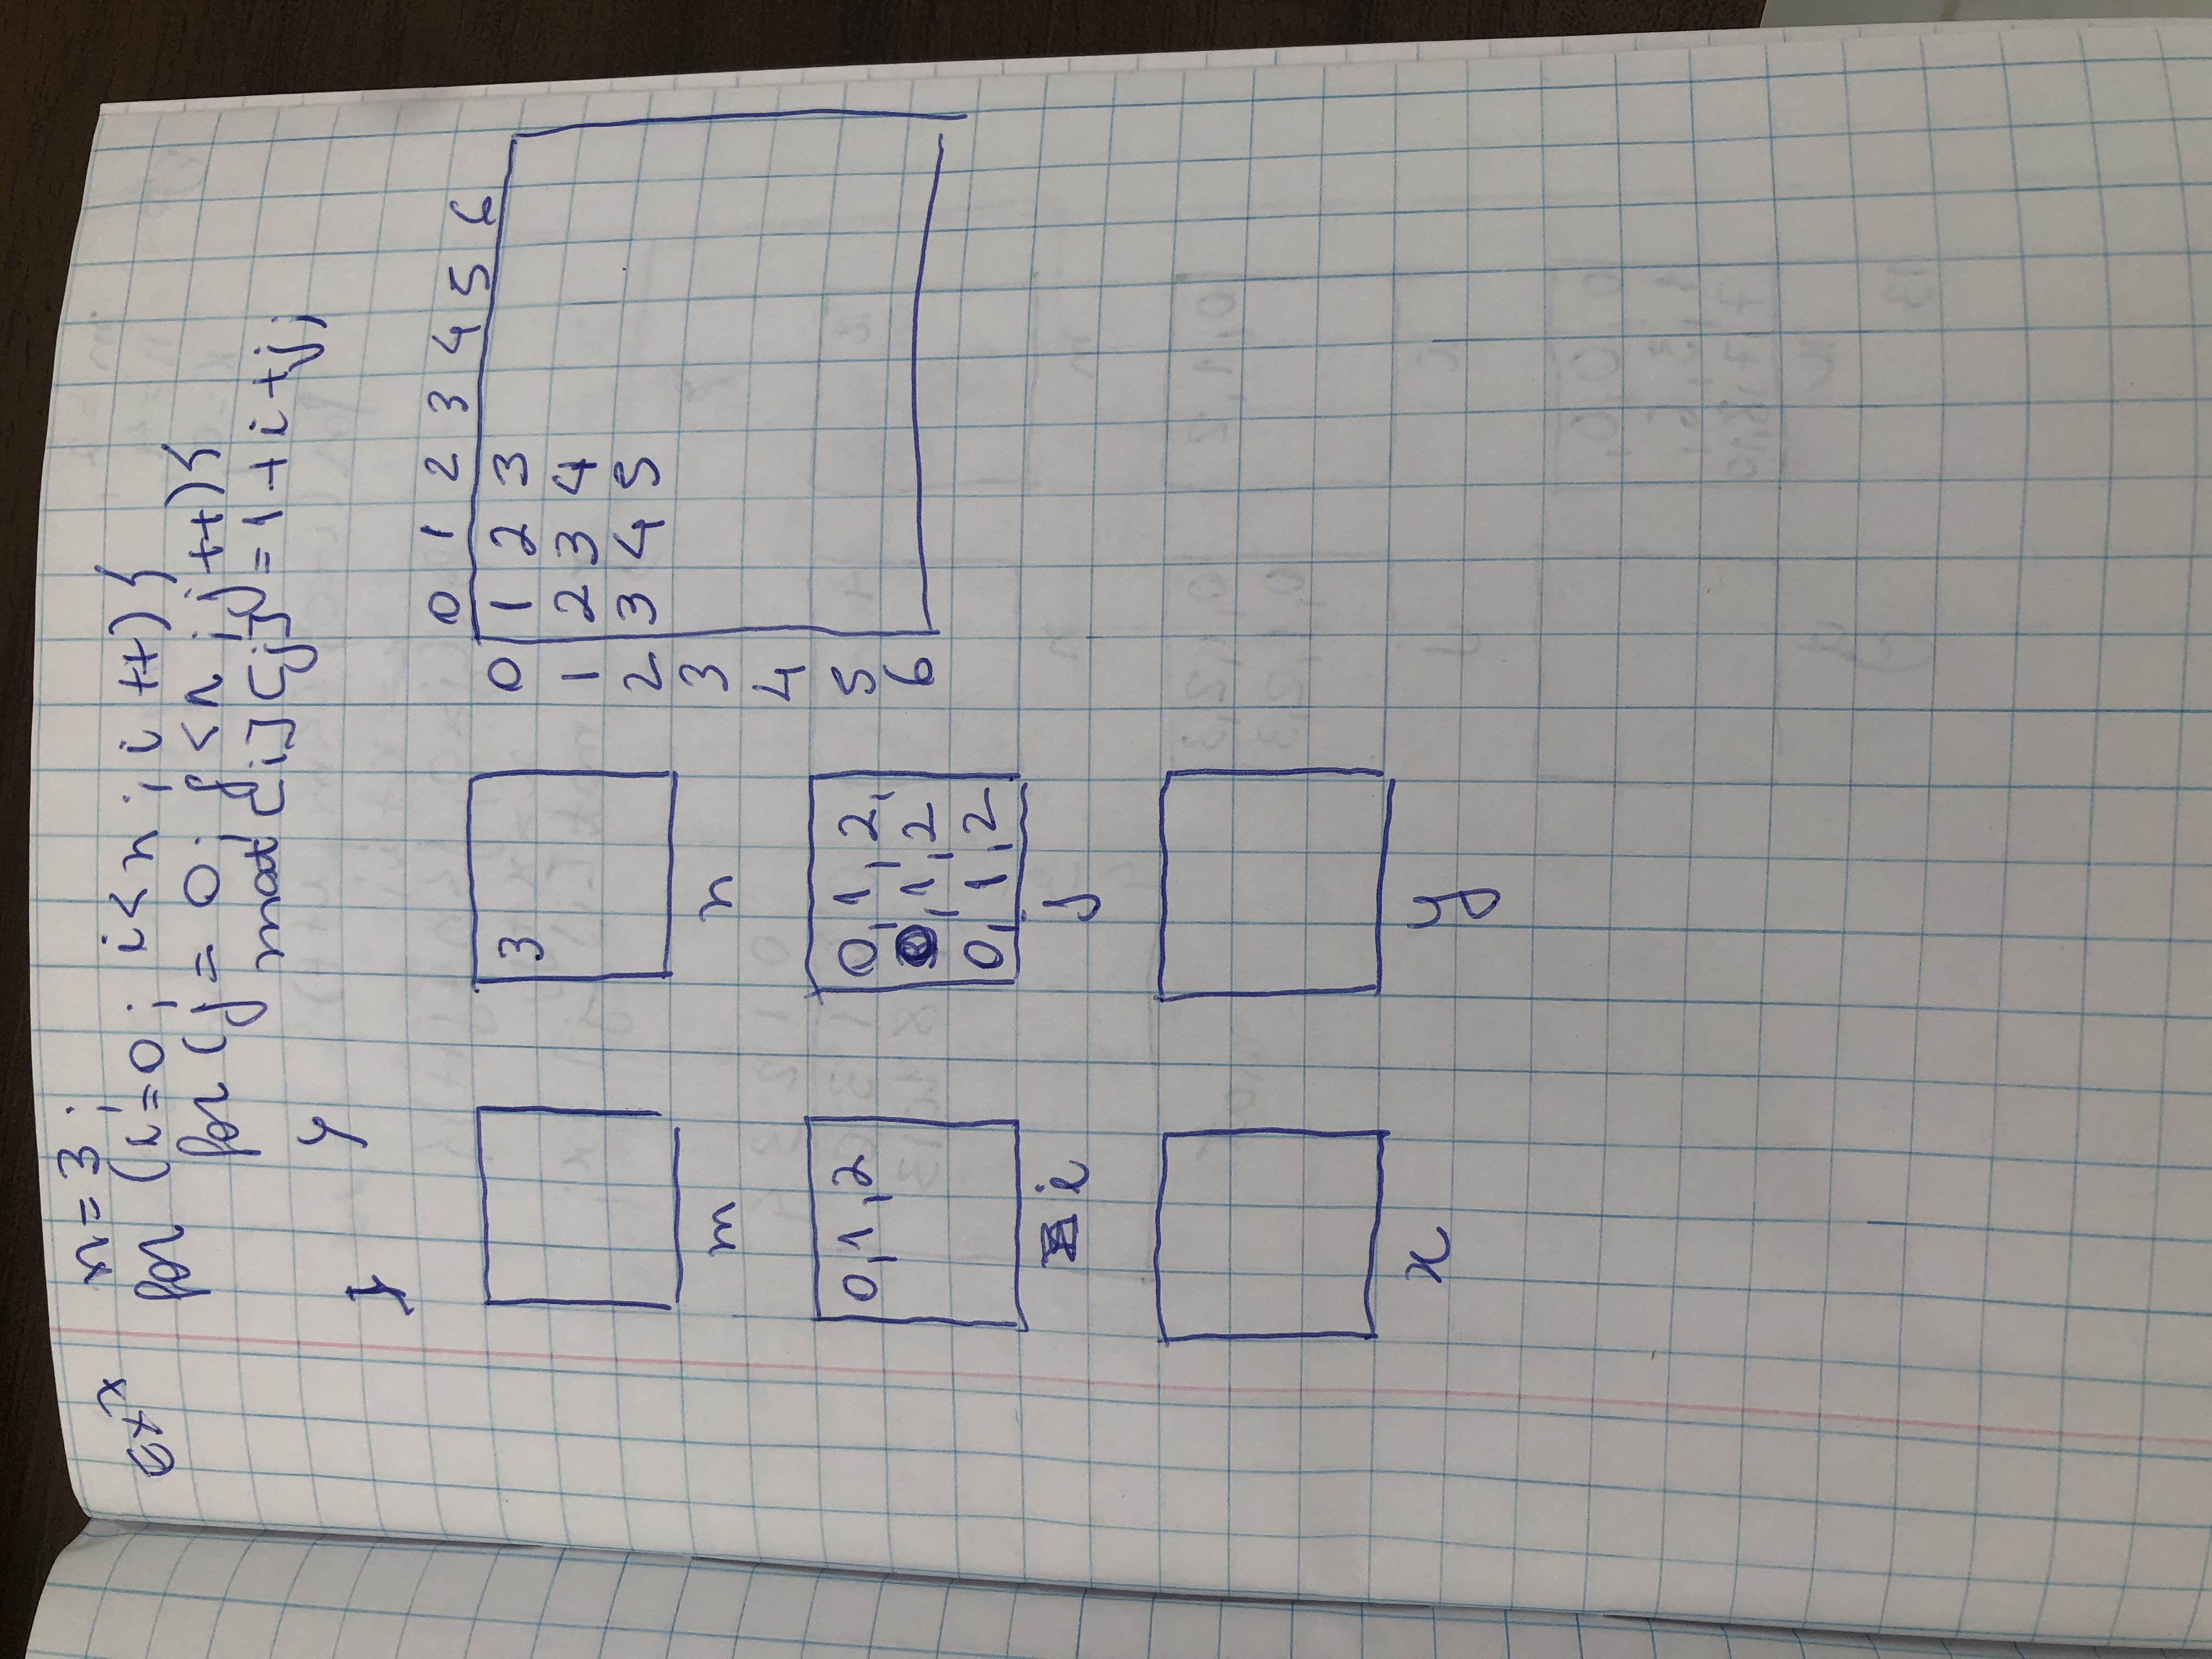 Ex7 n = 3;
for (i=0; i<n; i++){
for (j = 0; j<n; j++){
mat[i][j] = 1+i+j;
}
}
0 1 2 3 4 5 6
0 1 2 3
1 2 3 4
2 3 4 5
3
4
5
6
3
m n
0,1,2 0,1,2,
0,1,2
0,1,2
i j
x y